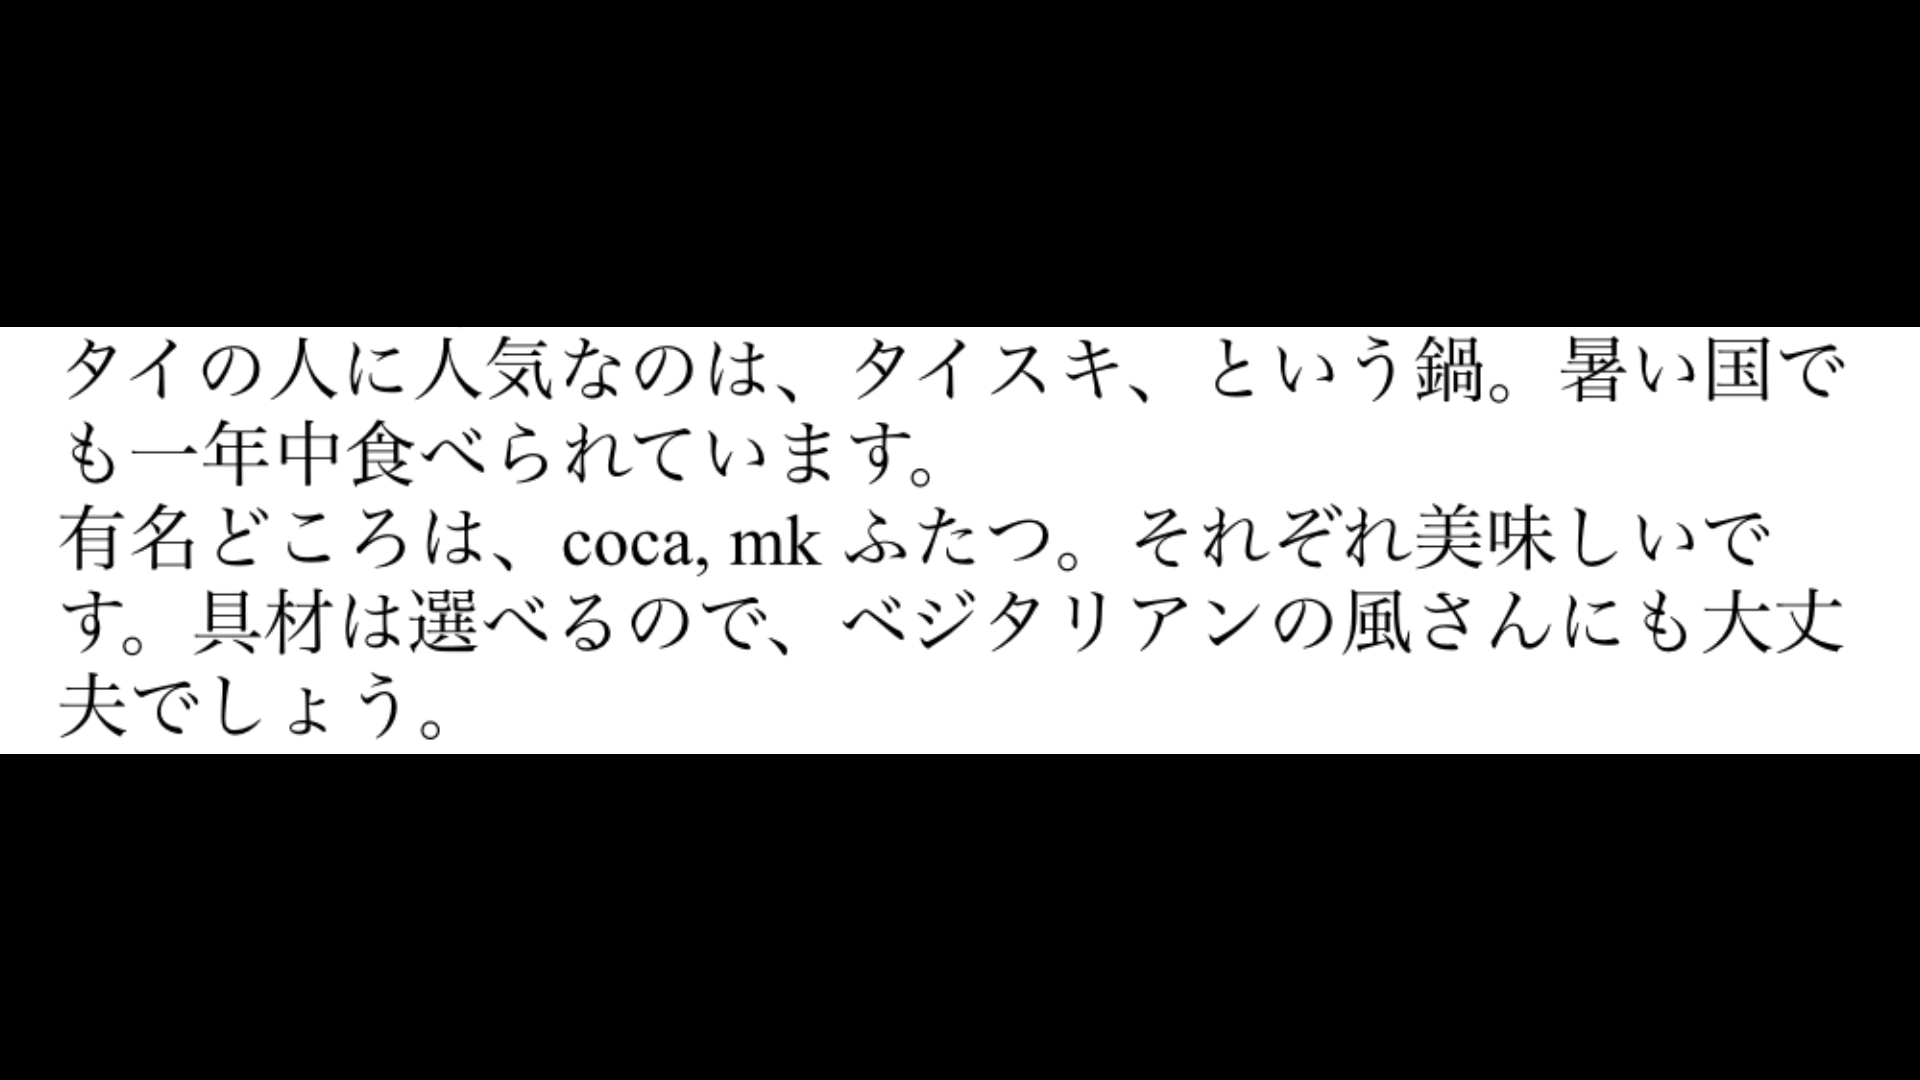 タイの人に人気なのは、タイスキ、という鍋。暑い国で
も一年中食べられています。
有名どころは、coca, mk ふたつ。それぞれ美味しいで
す。具材は選べるので、ベジタリアンの風さんにも大丈
夫でしょう。